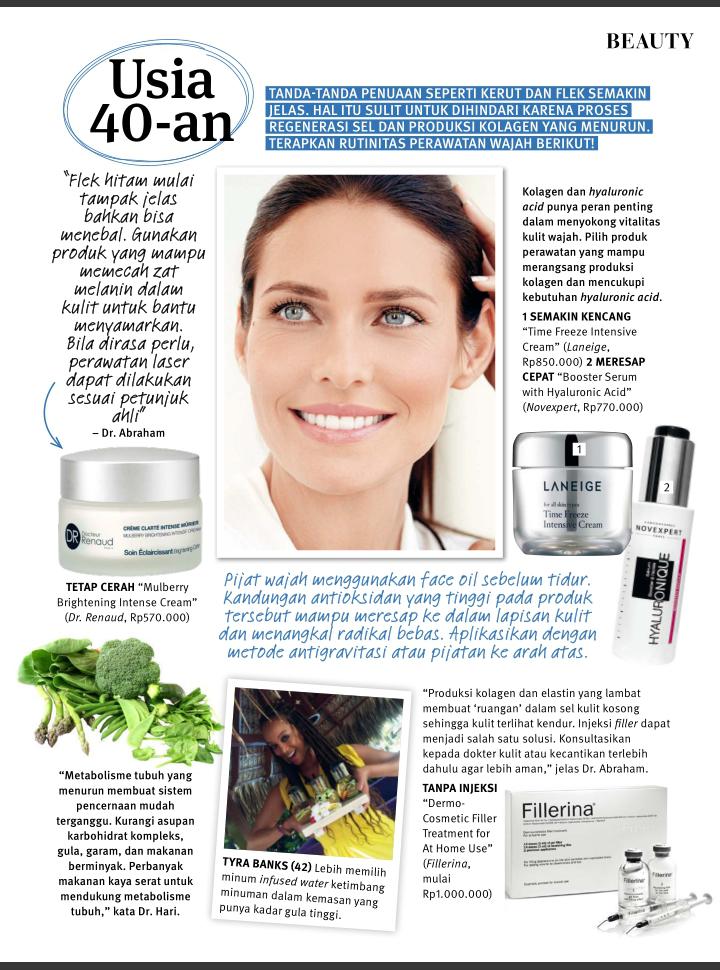 BEAUTY
Usia
40-an
TANDA-TANDA PENUAAN SEPERTI KERUT DAN FLEK SEMAKIN
JELAS. HAL ITU SULIT UNTUK DIHINDARI KARENA PROSES
REGENERASI SEL DAN PRODUKSI KOLAGEN YANG MENURUN.
TERAPKAN RUTINITAS PERAWATAN WAJAH BERIKUT!
"Flek hitam mulai
tampak jelas
bahkan bisa
menebal. Gunakan
produk yang mampu
memecah zat
melanin dalam
kulit untuk bantu
menyamarkan.
Bila dirasa perlu,
perawatan laser
dapat dilakukan
sesuai petunjuk
ahli"
– Dr. Abraham
DR Docteur
Renaud
CRÈME CLARTÉ INTENSE MÛRIER
MULBERRY BRIGHTENING INTENSE CREAM
Soin Éclaircissant
TETAP CERAH “Mulberry
Brightening Intense Cream”
(Dr. Renaud, Rp570.000)
Kolagen dan hyaluronic
acid punya peran penting
dalam menyokong vitalitas
kulit wajah. Pilih produk
perawatan yang mampu
merangsang produksi
kolagen dan mencukupi
kebutuhan hyaluronic acid.
1 SEMAKIN KENCANG
“Time Freeze Intensive
Cream” (Laneige,
Rp850.000) 2 MERESAP
CEPAT “Booster Serum
with Hyaluronic Acid”
(Novexpert, Rp770.000)
1
LANEIGE
for all skin types
Time Freeze
Intensive Cream
2
NOVEXPERT
PARIS
HYALURONIQUE
Pijat wajah menggunakan face oil sebelum tidur.
Kandungan antioksidan yang tinggi pada produk
tersebut mampu meresap ke dalam lapisan kulit
dan menangkal radikal bebas. Aplikasikan dengan
metode antigravitasi atau pijatan ke arah atas.
“Metabolisme tubuh yang
menurun membuat sistem
pencernaan mudah
terganggu. Kurangi asupan
karbohidrat kompleks,
gula, garam, dan makanan
berminyak. Perbanyak
makanan kaya serat untuk
mendukung metabolisme
tubuh,” kata Dr. Hari.
TYRA BANKS (42) Lebih memilih
minum infused water ketimbang
minuman dalam kemasan yang
punya kadar gula tinggi.
“Produksi kolagen dan elastin yang lambat
membuat ‘ruangan’ dalam sel kulit kosong
sehingga kulit terlihat kendur. Injeksi filler dapat
menjadi salah satu solusi. Konsultasikan
kepada dokter kulit atau kecantikan terlebih
dahulu agar lebih aman,” jelas Dr. Abraham.
TANPA INJEKSI
“Dermo-
Cosmetic Filler
Treatment for
At Home Use”
(Fillerina,
mulai
Rp1.000.000)
Fillerina
Fillerina
Fillerina